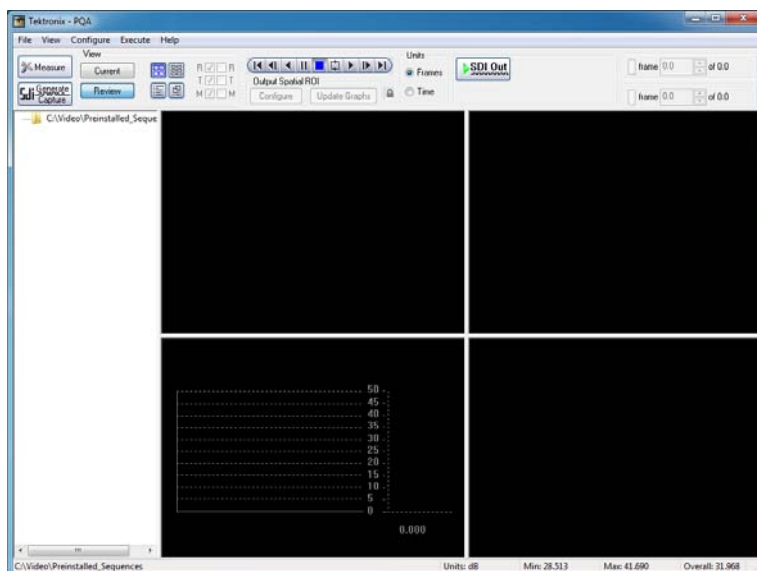 Tektronix - PQA
File View Configure Execute Help
View
Units
Measure
Current
R R
T T
M M
Frames
SDI Out
frame 0.0 of 0.0
Output Spatial ROI
Sdi Generate Capture
Review
Configure
Update Graphs
Time
frame 0.0 of 0.0
C:\Video\Preinstalled_Seque
50
45
40
35
30
25
20
15
10
5
0
0.000
C:\Video\Preinstalled_Sequences Units: dB Min: 28.513 Max: 41.690 Overall: 31.968